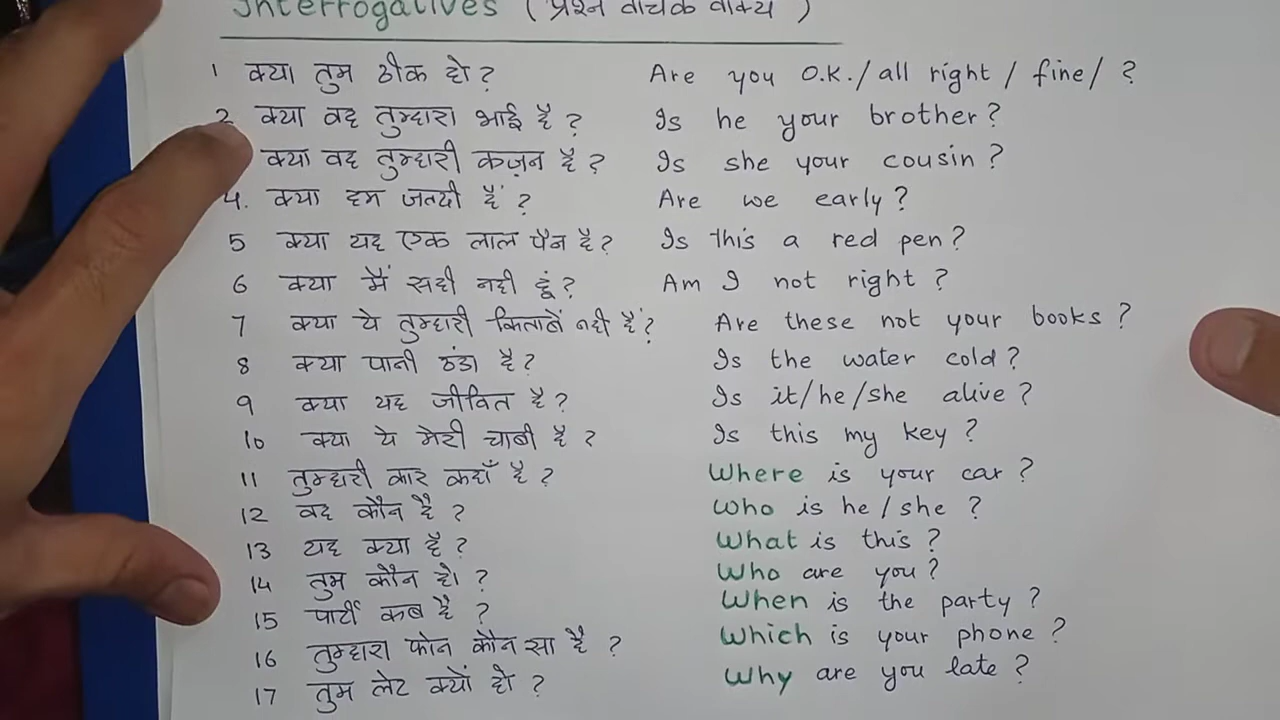 Interrogatives (प्रश्न वाचक वाक्य)
1 क्या तुम ठीक हो? Are you O.K./all right / fine/ ?
2 क्या वह तुम्हारा भाई है? Is he your brother?
क्या वह तुम्हारी कज़न है? Is she your cousin?
4. क्या हम जल्दी हैं? Are we early?
5 क्या यह एक लाल पैन है? Is this a red pen?
6 क्या मैं सही नही हूं? Am I not right?
7 क्या ये तुम्हारी किताबें नही हैं? Are these not your books?
8 क्या पानी ठंडा है? Is the water cold?
9 क्या यह जीवित है? Is it/he/she alive?
10 क्या ये मेरी चाबी है? Is this my key?
11 तुम्हारी कार कहाँ है? Where is your car?
12 वह कौन है? Who is he/she?
13 यह क्या है? What is this?
14 तुम कौन हो? Who are you?
15 पार्टी कब है? When is the party?
16 तुम्हारा फोन कौन सा है? Which is your phone?
17 तुम लेट क्यों हो? Why are you late?